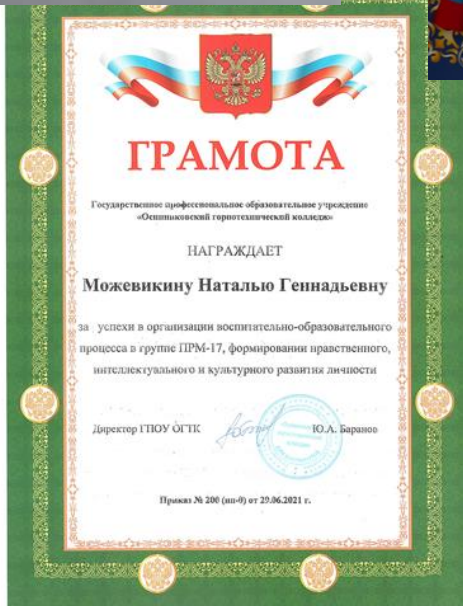 ГРАМОТА
Государственное профессиональное образовательное учреждение
«Осинниковский горнотехнический колледж»
НАГРАЖДАЕТ
Можевикину Наталью Геннадьевну
за успехи в организации воспитательно-образовательного
процесса в группе ПРМ-17, формировании нравственного,
интеллектуального и культурного развития личности
Директор ГПОУ ОГТК Ю.А. Баранов
Приказ № 200 (ип-0) от 29.06.2021 г.